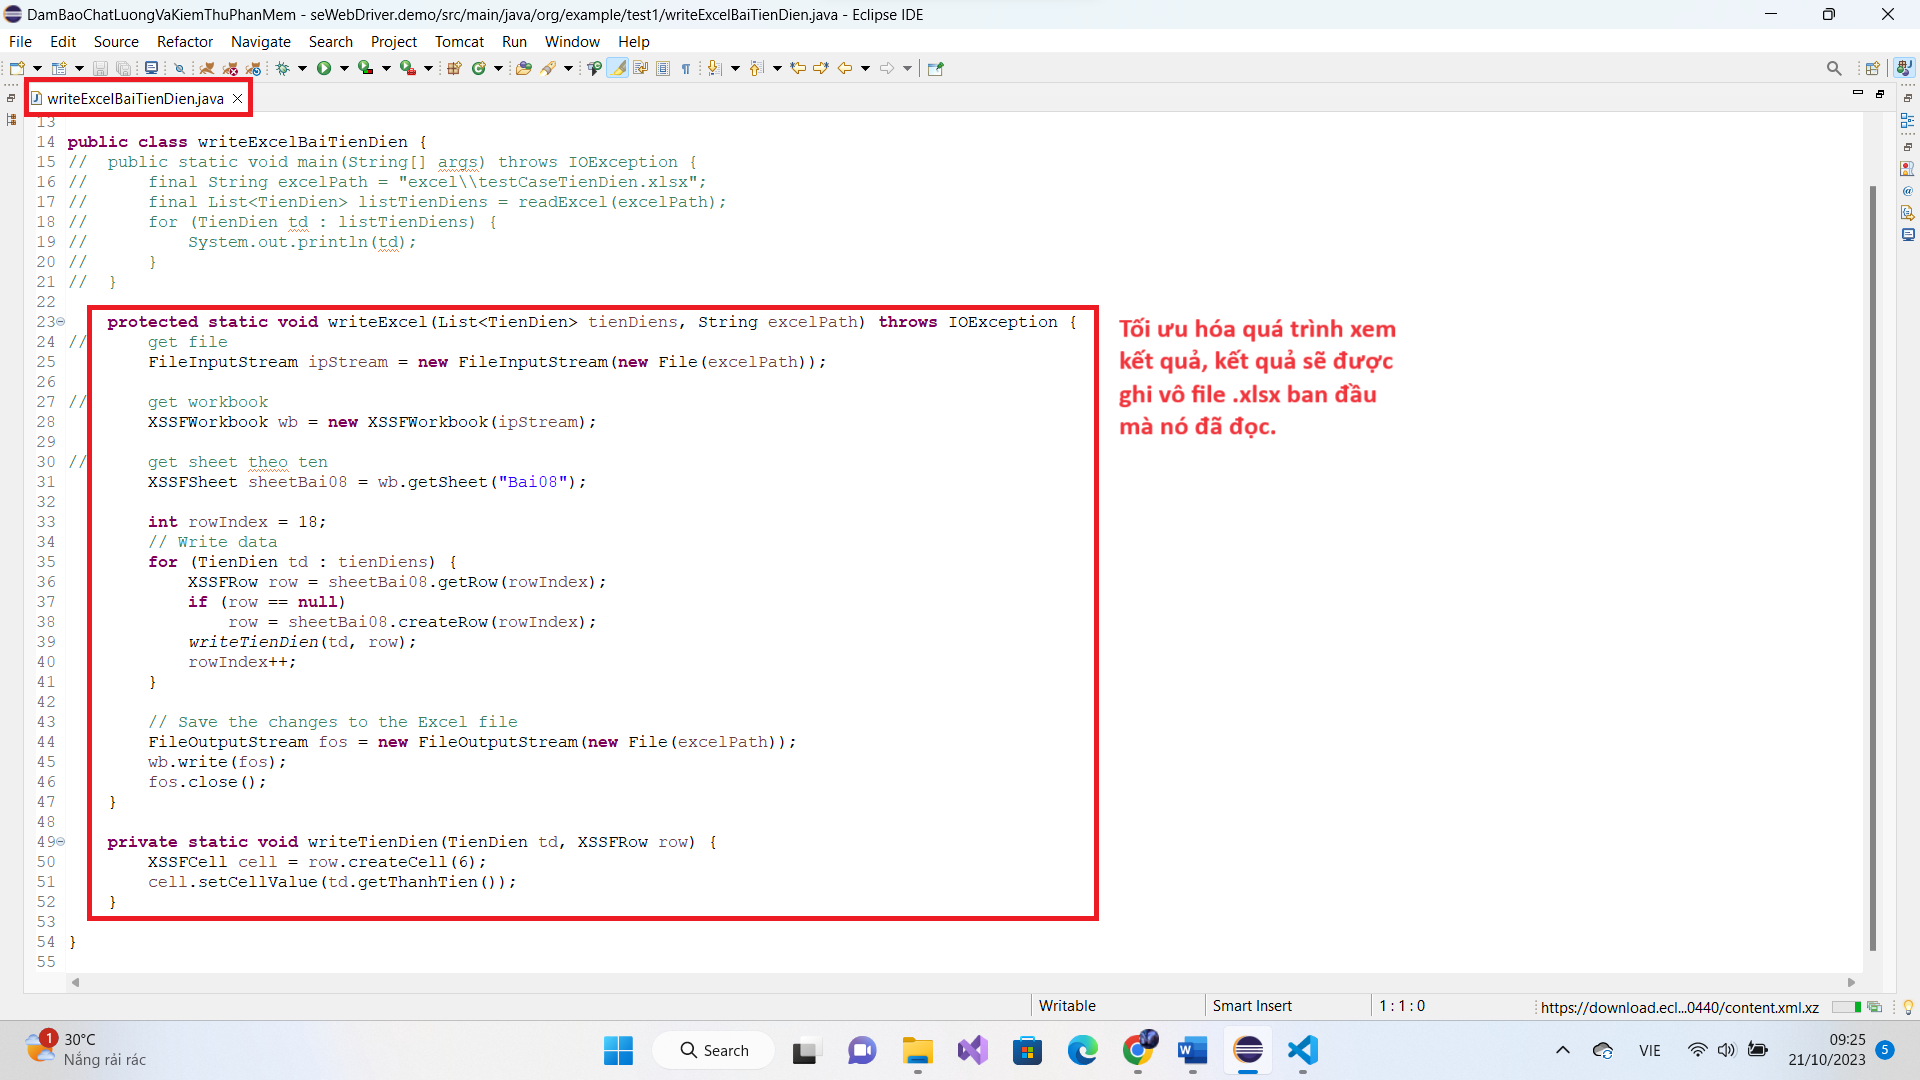 DamBaoChatLuongVaKiemThuPhanMem - seWebDriver.demo/src/main/java/org/example/test1/writeExcelBaiTienDien.java - Eclipse IDE
File Edit Source Refactor Navigate Search Project Tomcat Run Window Help
writeExcelBaiTienDien.java
13
14 public class writeExcelBaiTienDien {
15 // public static void main(String[] args) throws IOException {
16 // final String excelPath = "excel\\testCaseTienDien.xlsx";
17 // final List<TienDien> listTienDiens = readExcel(excelPath);
18 // for (TienDien td : listTienDiens) {
19 // System.out.println(td);
20 // }
21 // }
22
23 protected static void writeExcel(List<TienDien> tienDiens, String excelPath) throws IOException {
24 // get file
25 FileInputStream ipStream = new FileInputStream(new File(excelPath));
26
27 // get workbook
28 XSSFWorkbook wb = new XSSFWorkbook(ipStream);
29
30 // get sheet theo ten
31 XSSFSheet sheetBai08 = wb.getSheet("Bai08");
32
33 int rowIndex = 18;
34 // Write data
35 for (TienDien td : tienDiens) {
36 XSSFRow row = sheetBai08.getRow(rowIndex);
37 if (row == null)
38 row = sheetBai08.createRow(rowIndex);
39 writeTienDien(td, row);
40 rowIndex++;
41 }
42
43 // Save the changes to the Excel file
44 FileOutputStream fos = new FileOutputStream(new File(excelPath));
45 wb.write(fos);
46 fos.close();
47 }
48
49 private static void writeTienDien(TienDien td, XSSFRow row) {
50 XSSFCell cell = row.createCell(6);
51 cell.setCellValue(td.getThanhTien());
52 }
53
54 }
55
Tối ưu hóa quá trình xem
kết quả, kết quả sẽ được
ghi vô file .xlsx ban đầu
mà nó đã đọc.
Writable Smart Insert 1 : 1 : 0 https://download.ecl...0440/content.xml.xz
1
30°C
Nắng rải rác
Search
VIE
09:25
21/10/2023
5